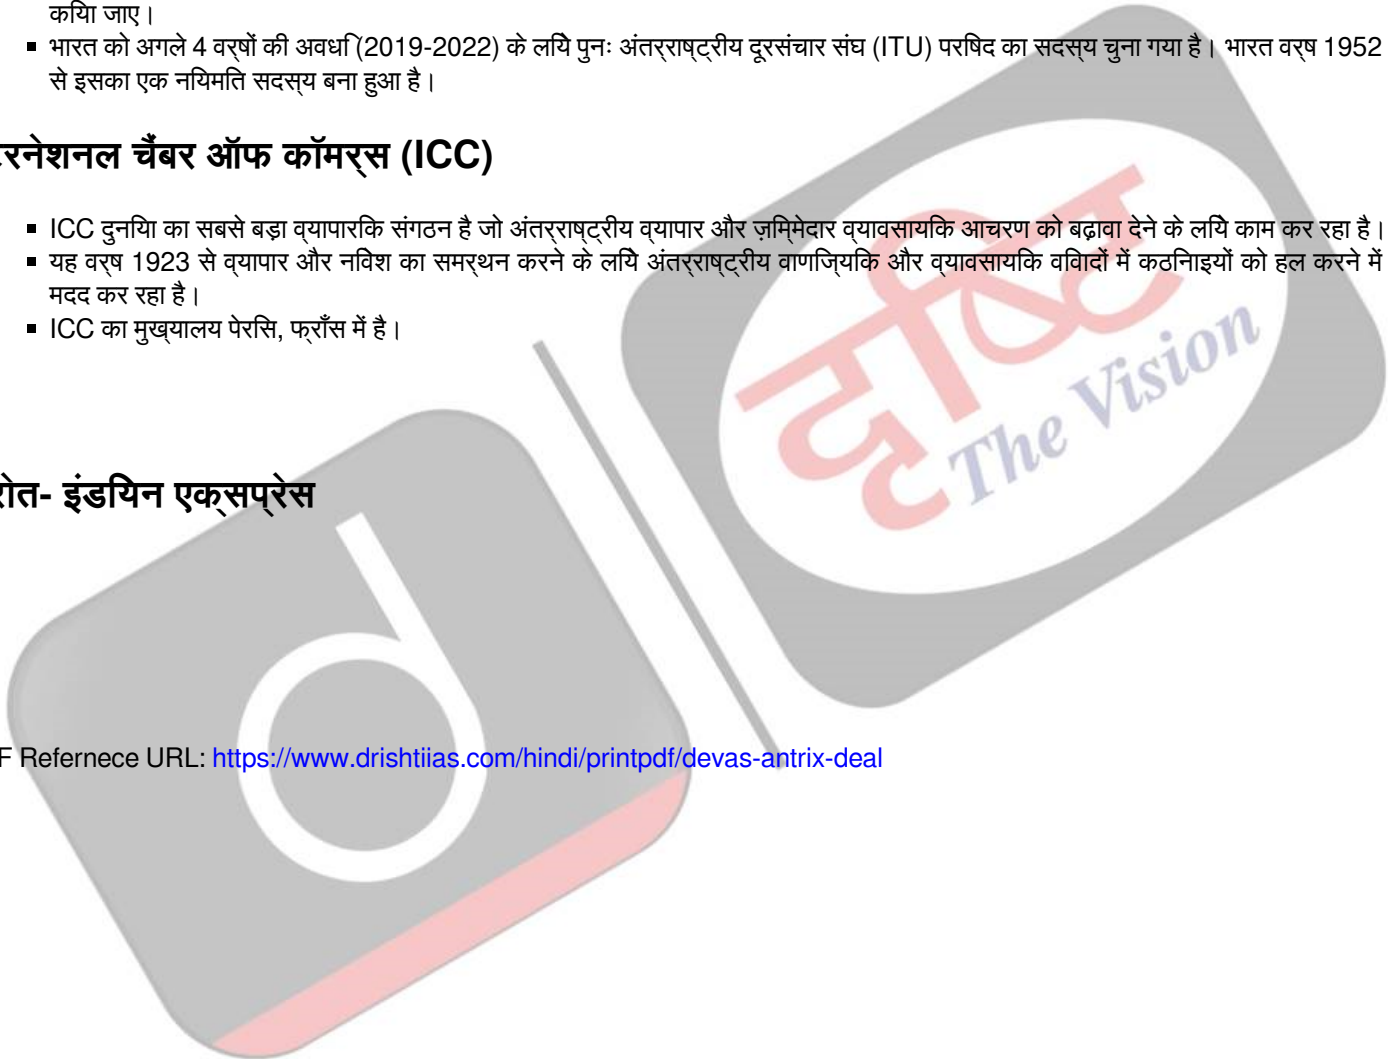 किया जाए।
▪ भारत को अगले 4 वर्षों की अवधि (2019-2022) के लिये पुनः अंतर्राष्ट्रीय दूरसंचार संघ (ITU) परिषद का सदस्य चुना गया है। भारत वर्ष 1952
से इसका एक नियमित सदस्य बना हुआ है।
टरनेशनल चैंबर ऑफ कॉमर्स (ICC)
▪ ICC दुनिया का सबसे बड़ा व्यापारिक संगठन है जो अंतर्राष्ट्रीय व्यापार और ज़िम्मेदार व्यावसायिक आचरण को बढ़ावा देने के लिये काम कर रहा है।
▪ यह वर्ष 1923 से व्यापार और निवेश का समर्थन करने के लिये अंतर्राष्ट्रीय वाणिज्यिक और व्यावसायिक विवादों में कठिनाइयों को हल करने में
मदद कर रहा है।
▪ ICC का मुख्यालय पेरिस, फ्राँस में है।
दृष्टि
The Vision
रोत- इंडियन एक्सप्रेस
d
F Refernece URL: https://www.drishtiias.com/hindi/printpdf/devas-antrix-deal